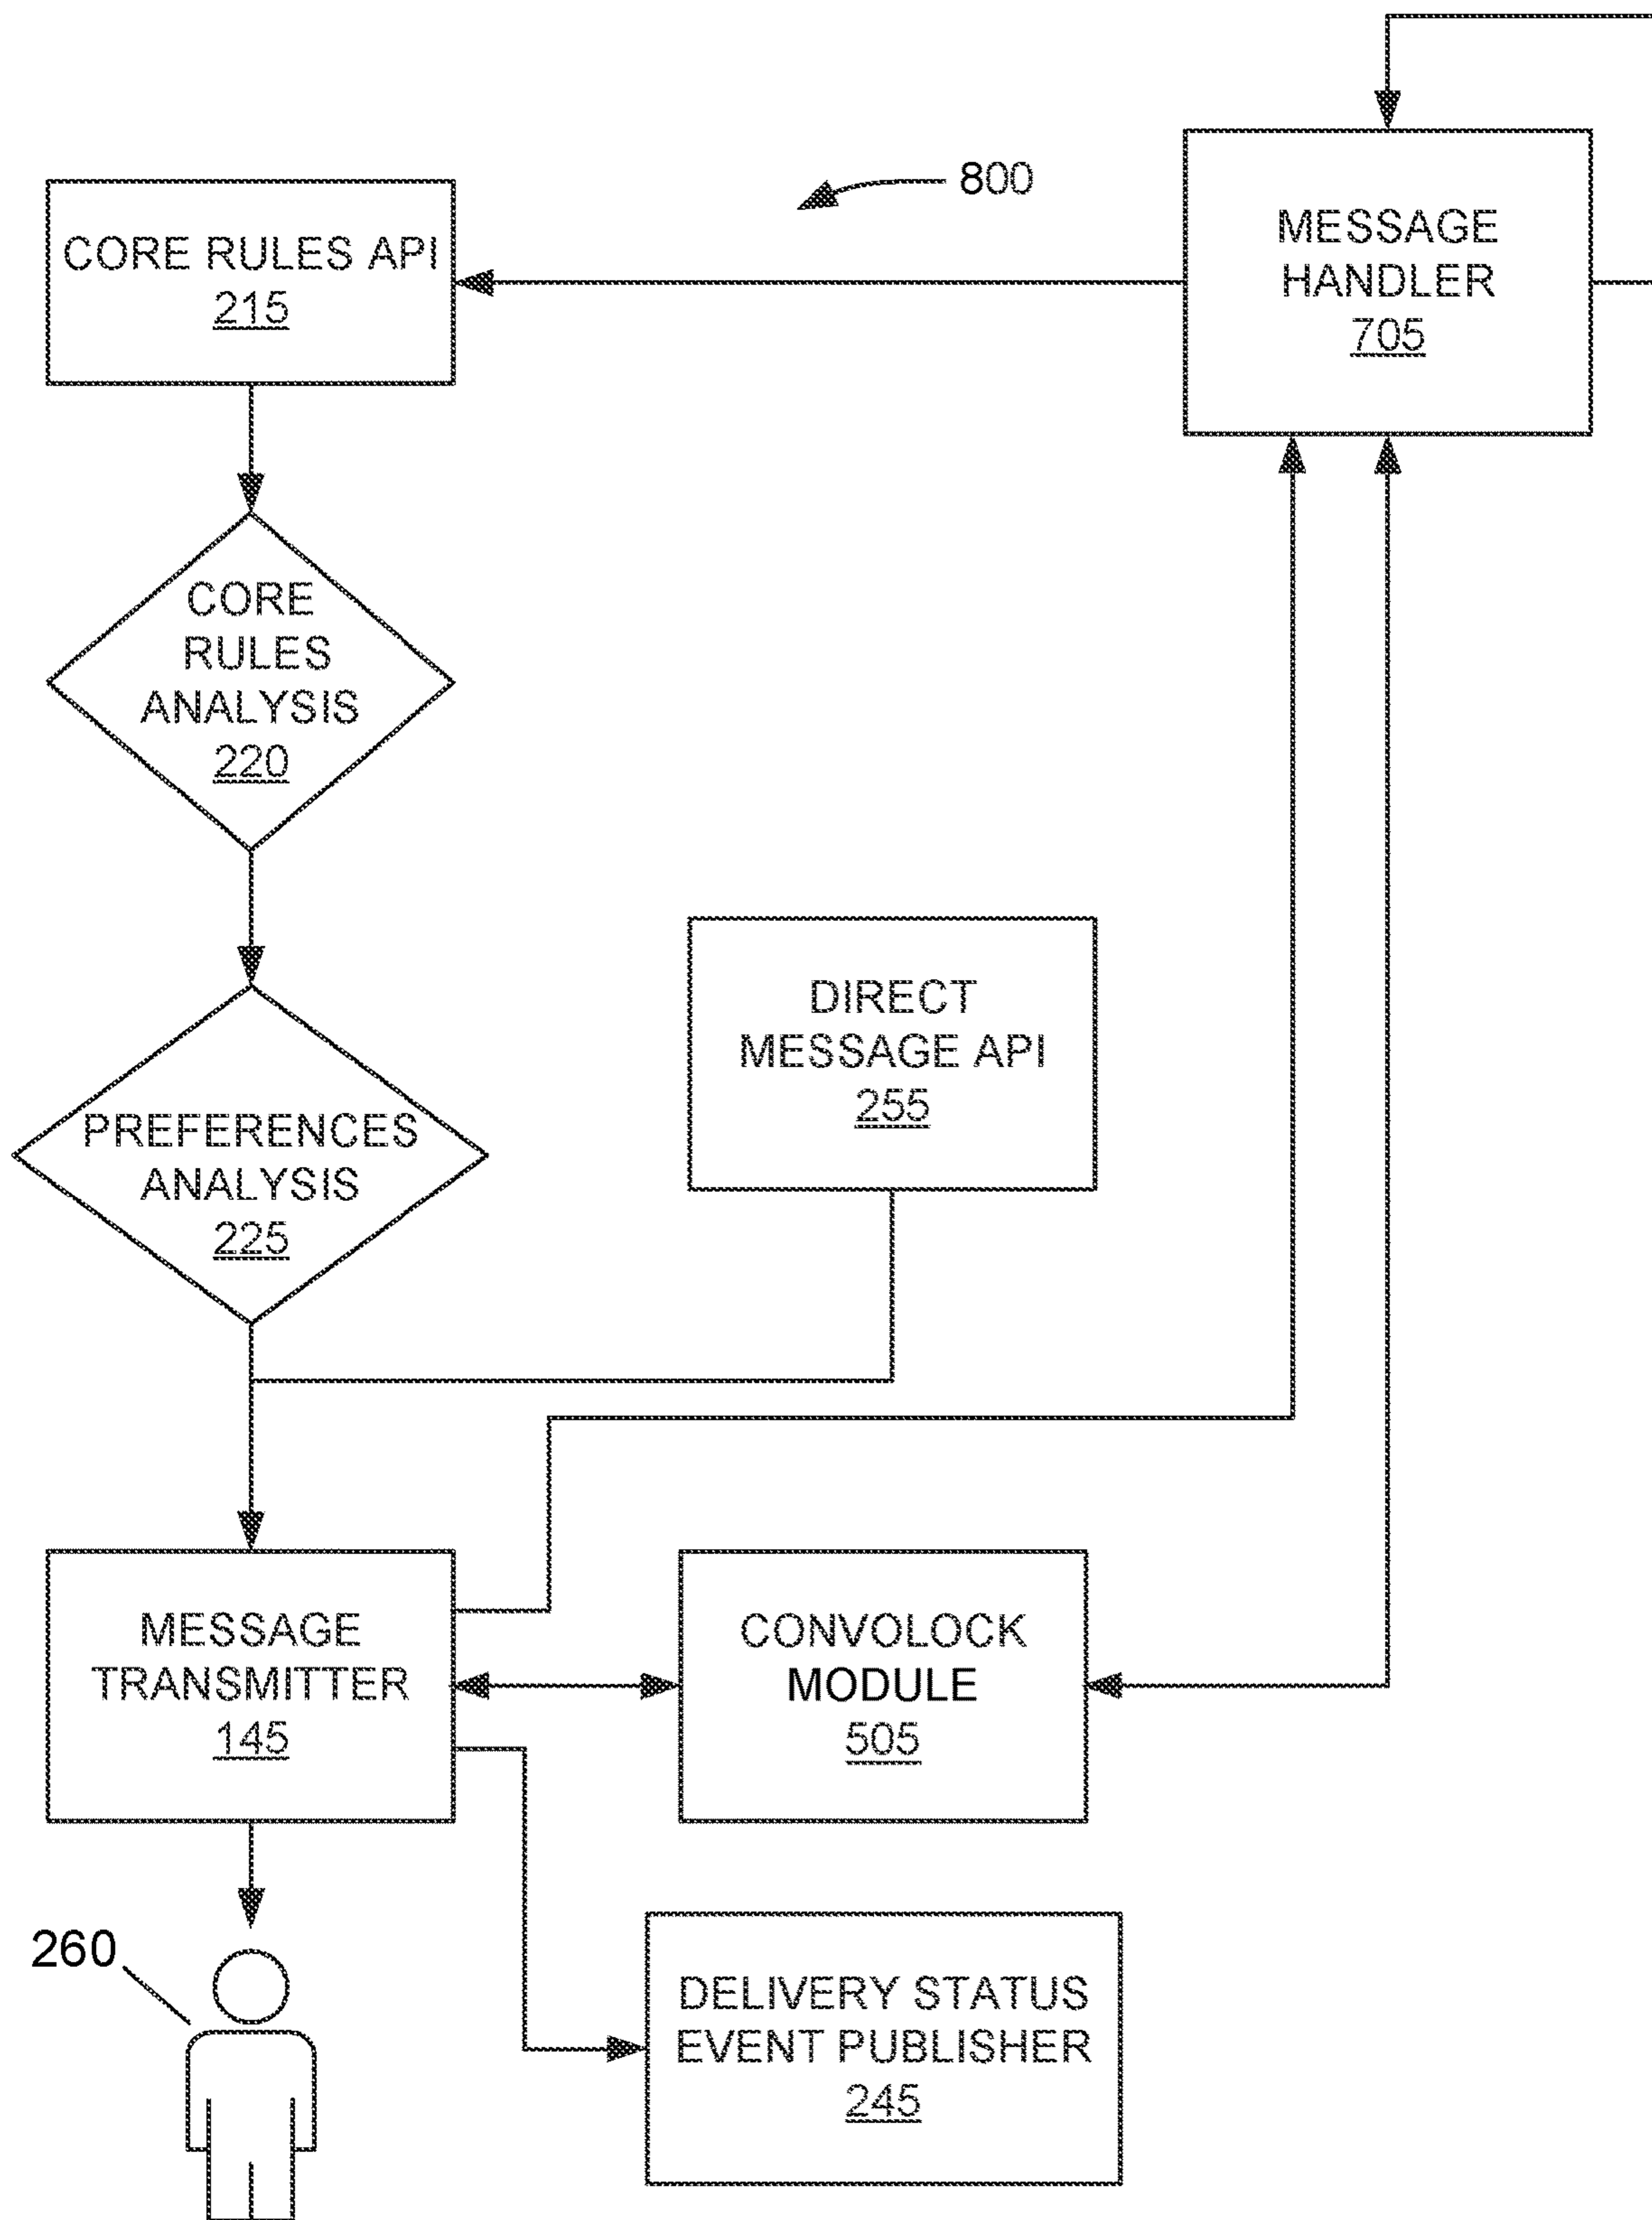 800
CORE RULES API
215
MESSAGE
HANDLER
705
CORE
RULES
ANALYSIS
220
DIRECT
MESSAGE API
255
PREFERENCES
ANALYSIS
225
MESSAGE
TRANSMITTER
145
CONVOLOCK
MODULE
505
260
DELIVERY STATUS
EVENT PUBLISHER
245